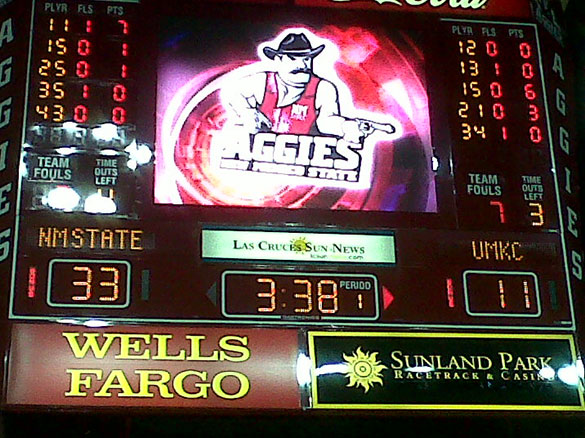 PLYR FLS PTS
11 1 7
15 0 1
25 0 1
35 1 0
43 0 0
TEAM FOULS
TIME OUTS LEFT
AGGIES
AGGIES
NEW MEXICO STATE
PLYR FLS PTS
12 0 0
13 1 0
15 0 6
21 0 3
34 1 0
TEAM FOULS
7
TIME OUTS LEFT
3
NMSTATE
LAS CRUCES SUN-NEWS
UMKC
33
3:38
PERIOD
1
11
WELLS
FARGO
SUNLAND PARK
RACETRACK & CASINO